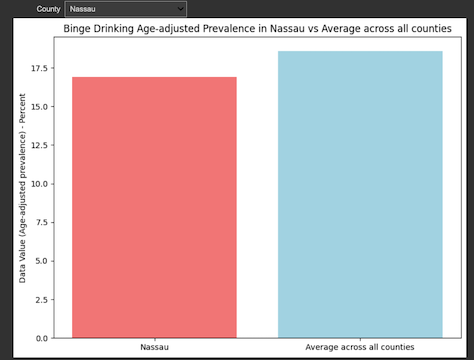 County Nassau
Binge Drinking Age-adjusted Prevalence in Nassau vs Average across all counties
Data Value (Age-adjusted prevalence) - Percent
17.5
15.0
12.5
10.0
7.5
5.0
2.5
0.0
Nassau Average across all counties